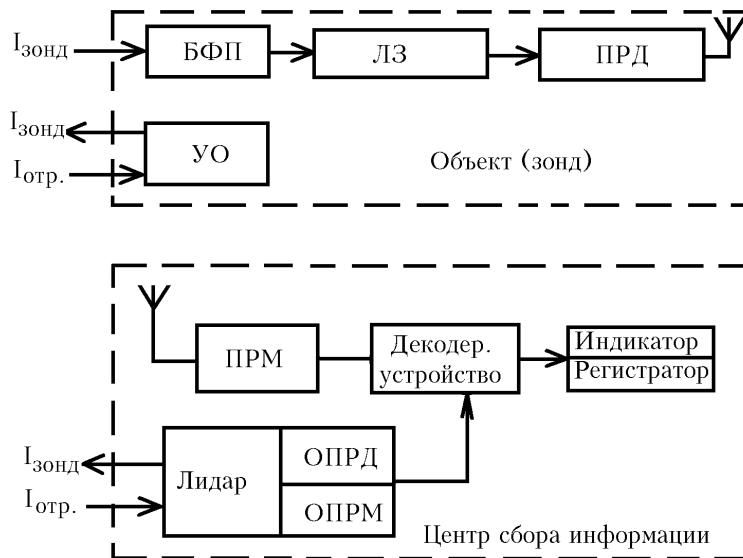 Iзонд
БФП
ЛЗ
ПРД
Iзонд
Iотр.
УО
Объект (зонд)
ПРМ
Декодер.
устройство
Индикатор
Регистратор
Iзонд
Iотр.
Лидар
ОПРД
ОПРМ
Центр сбора информации